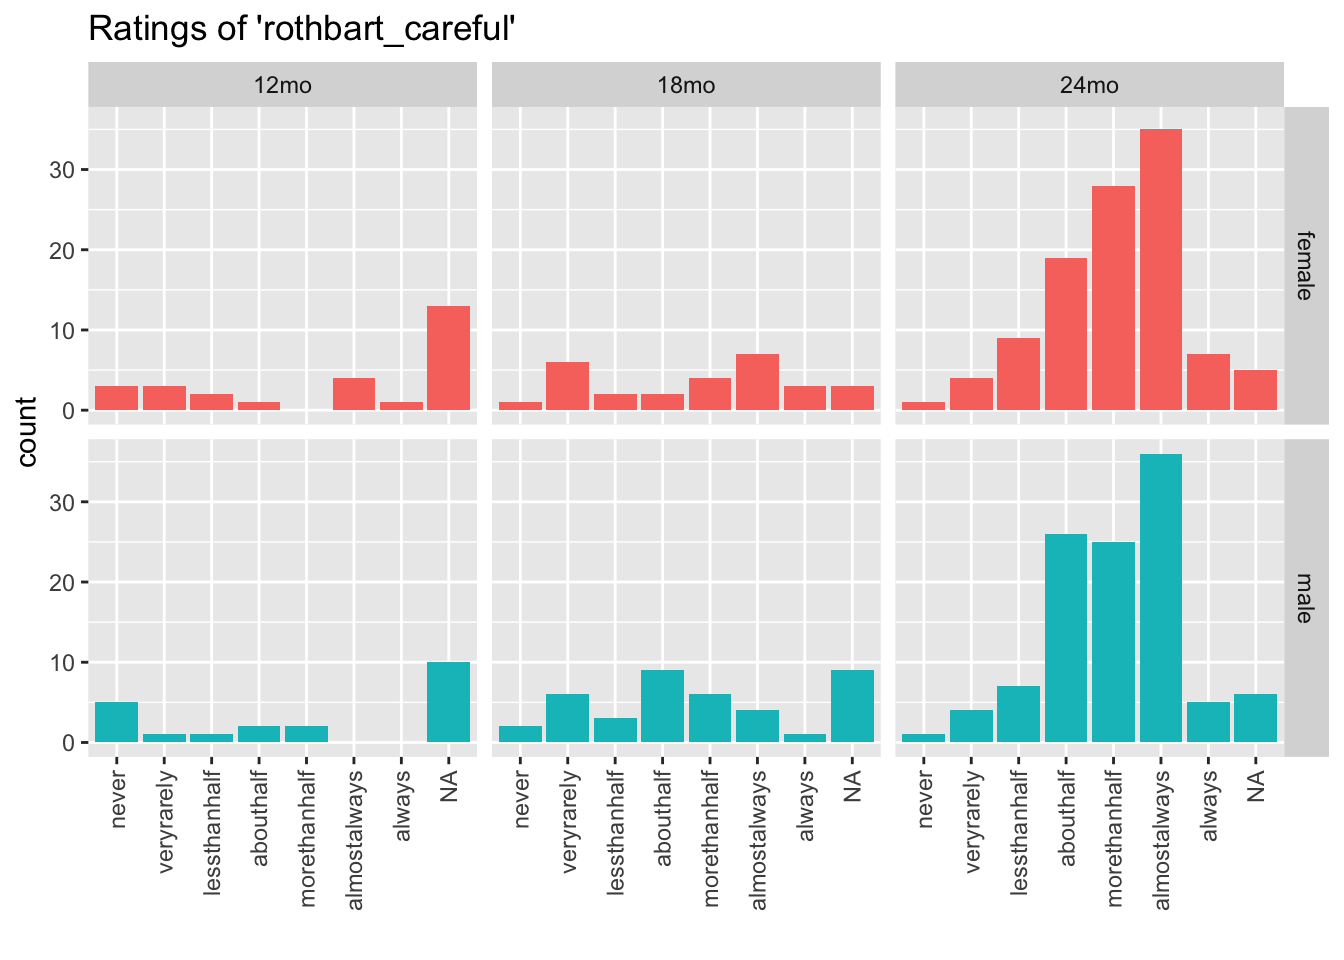 Ratings of 'rothbart_careful'
12mo 18mo 24mo
30
20
10
0
female
count
30
20
10
0
male
never veryrarely lessthanhalf abouthalf morethanhalf almostalways always NA never veryrarely lessthanhalf abouthalf morethanhalf almostalways always NA never veryrarely lessthanhalf abouthalf morethanhalf almostalways always NA